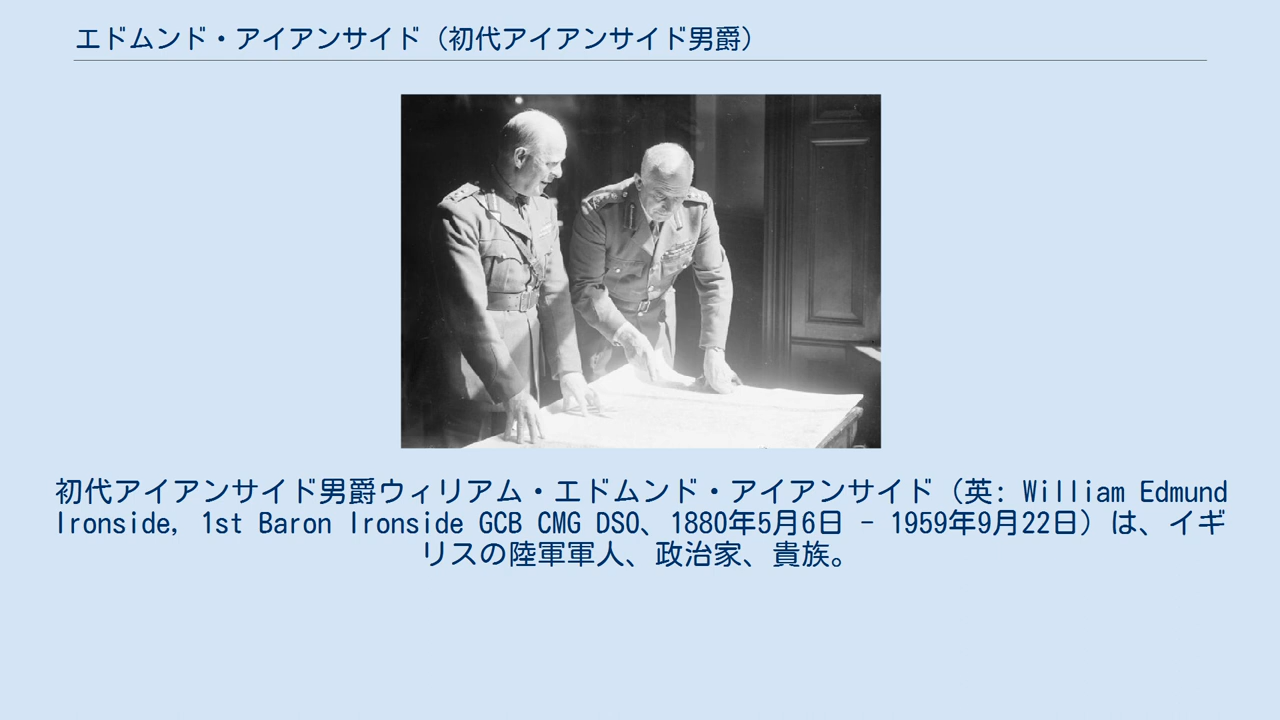 エドムンド・アイアンサイド（初代アイアンサイド男爵）
初代アイアンサイド男爵ウィリアム・エドムンド・アイアンサイド（英: William Edmund
Ironside, 1st Baron Ironside GCB CMG DSO、1880年5月6日 - 1959年9月22日）は、イギ
リスの陸軍軍人、政治家、貴族。